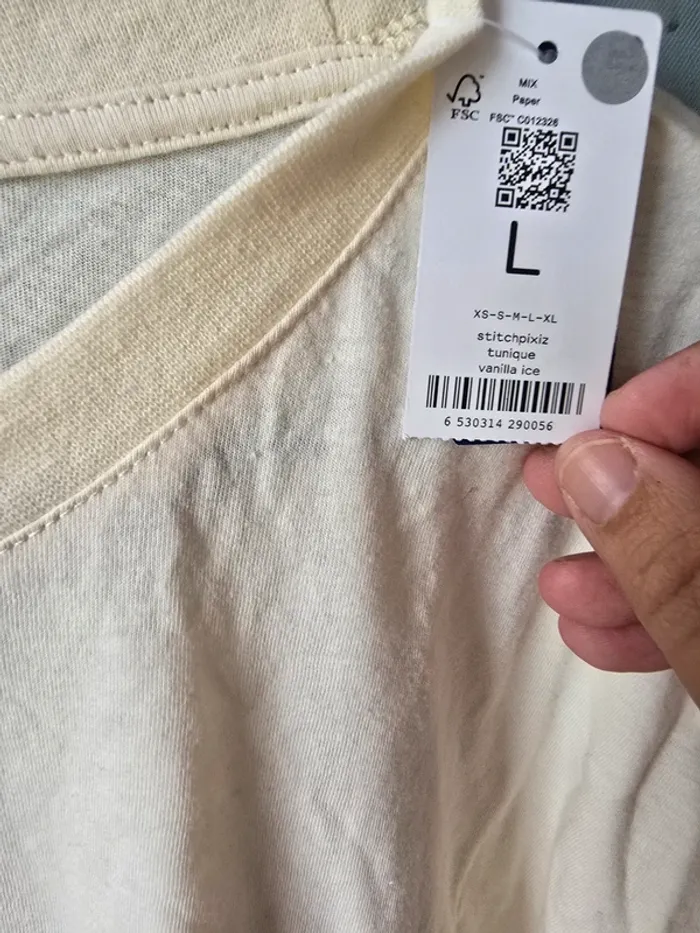 MIX
Paper
FSC™ C012326
FSC
L
XS-S-M-L-XL
stitchpixiz
tunique
vanilla ice
6 530314 290056